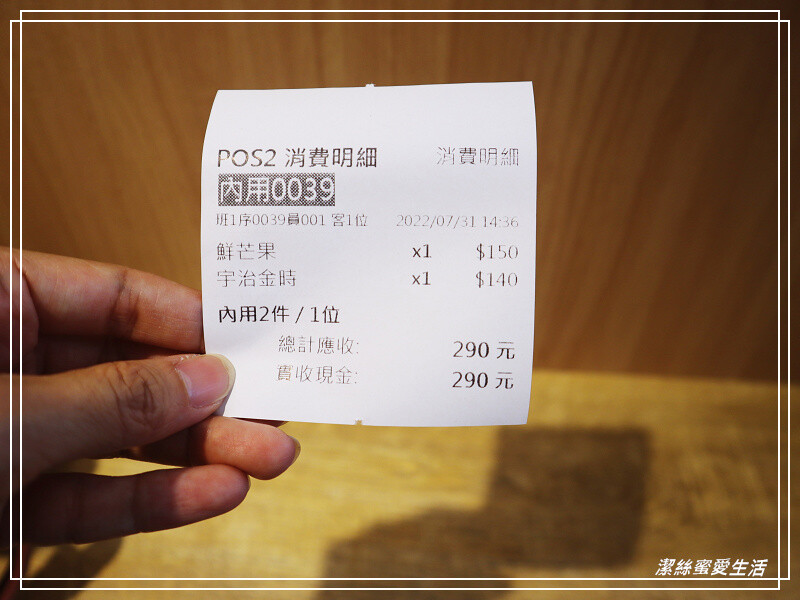 POS2 消費明細 消費明細
內用0039
班1序0039員001 客1位 2022/07/31 14:36
鮮芒果 x1 $150
宇治金時 x1 $140
內用2件 / 1位
總計應收: 290 元
實收現金: 290 元
潔絲蜜愛生活